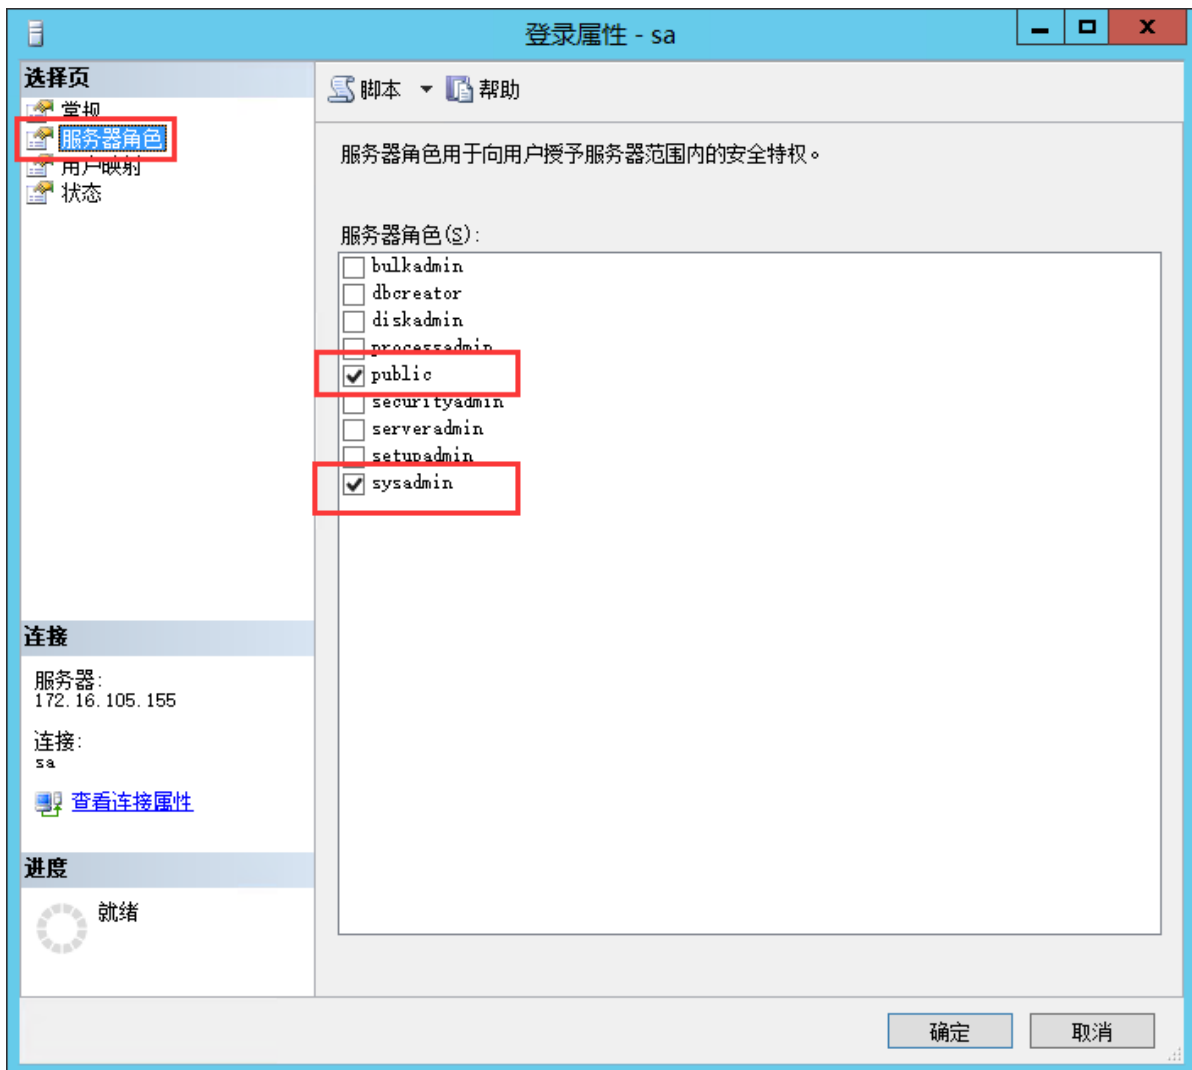 登录属性 - sa
选择页
常规
服务器角色
用户映射
状态
脚本 帮助
服务器角色用于向用户授予服务器范围内的安全特权。
服务器角色(S):
bulkadmin
dbcreator
diskadmin
processadmin
public
securityadmin
serveradmin
setupadmin
sysadmin
连接
服务器:
172.16.105.155
连接:
sa
查看连接属性
进度
就绪
确定 取消